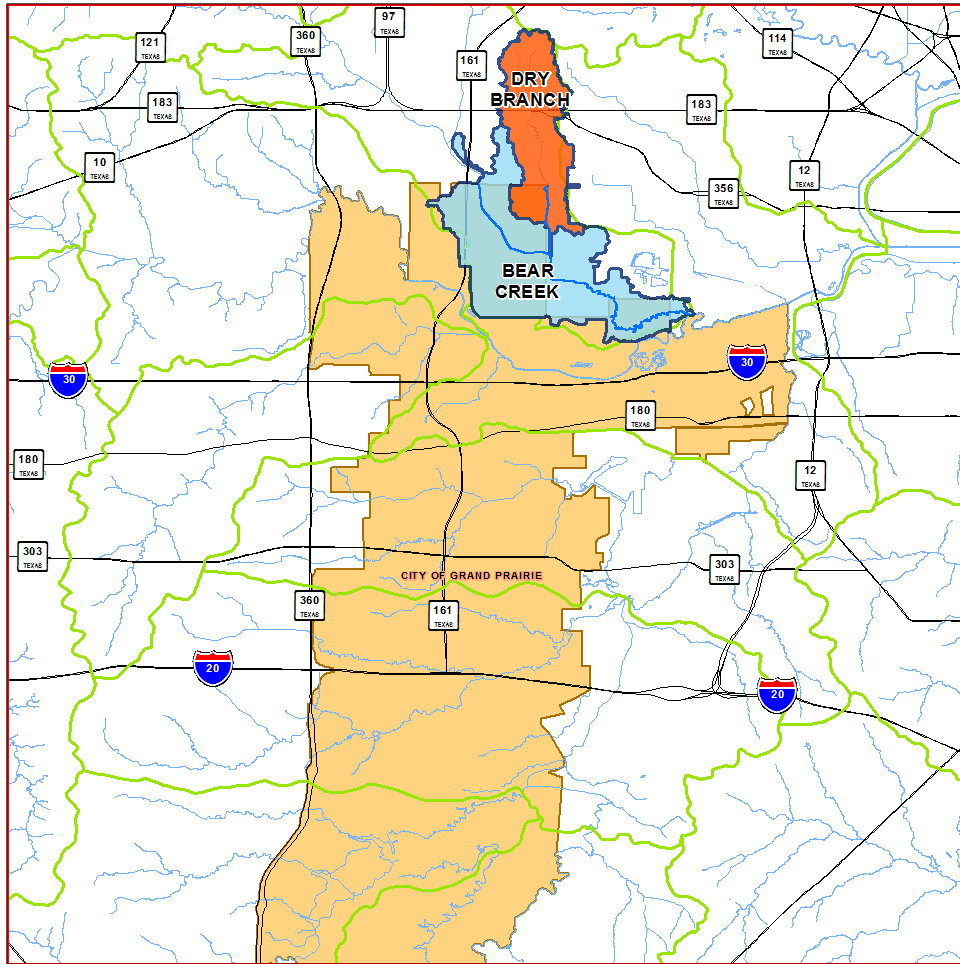 97
TEXAS
121
TEXAS
360
TEXAS
161
TEXAS
114
TEXAS
DRY
BRANCH
183
TEXAS
183
TEXAS
10
TEXAS
12
TEXAS
356
TEXAS
BEAR
CREEK
30
30
180
TEXAS
180
TEXAS
12
TEXAS
303
TEXAS
303
TEXAS
CITY OF GRAND PRAIRIE
360
TEXAS
161
TEXAS
20
20